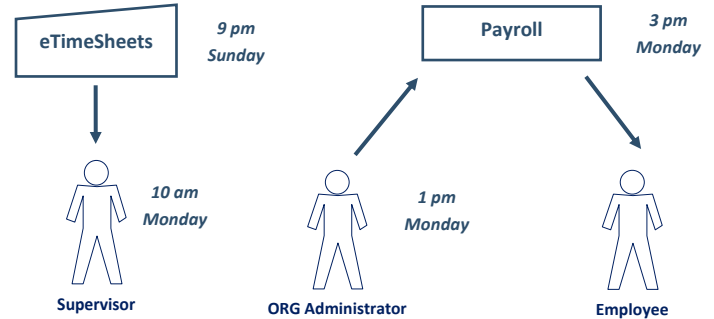 eTimeSheets
9 pm
Sunday
Payroll
3 pm
Monday
10 am
Monday
1 pm
Monday
Supervisor
ORG Administrator
Employee